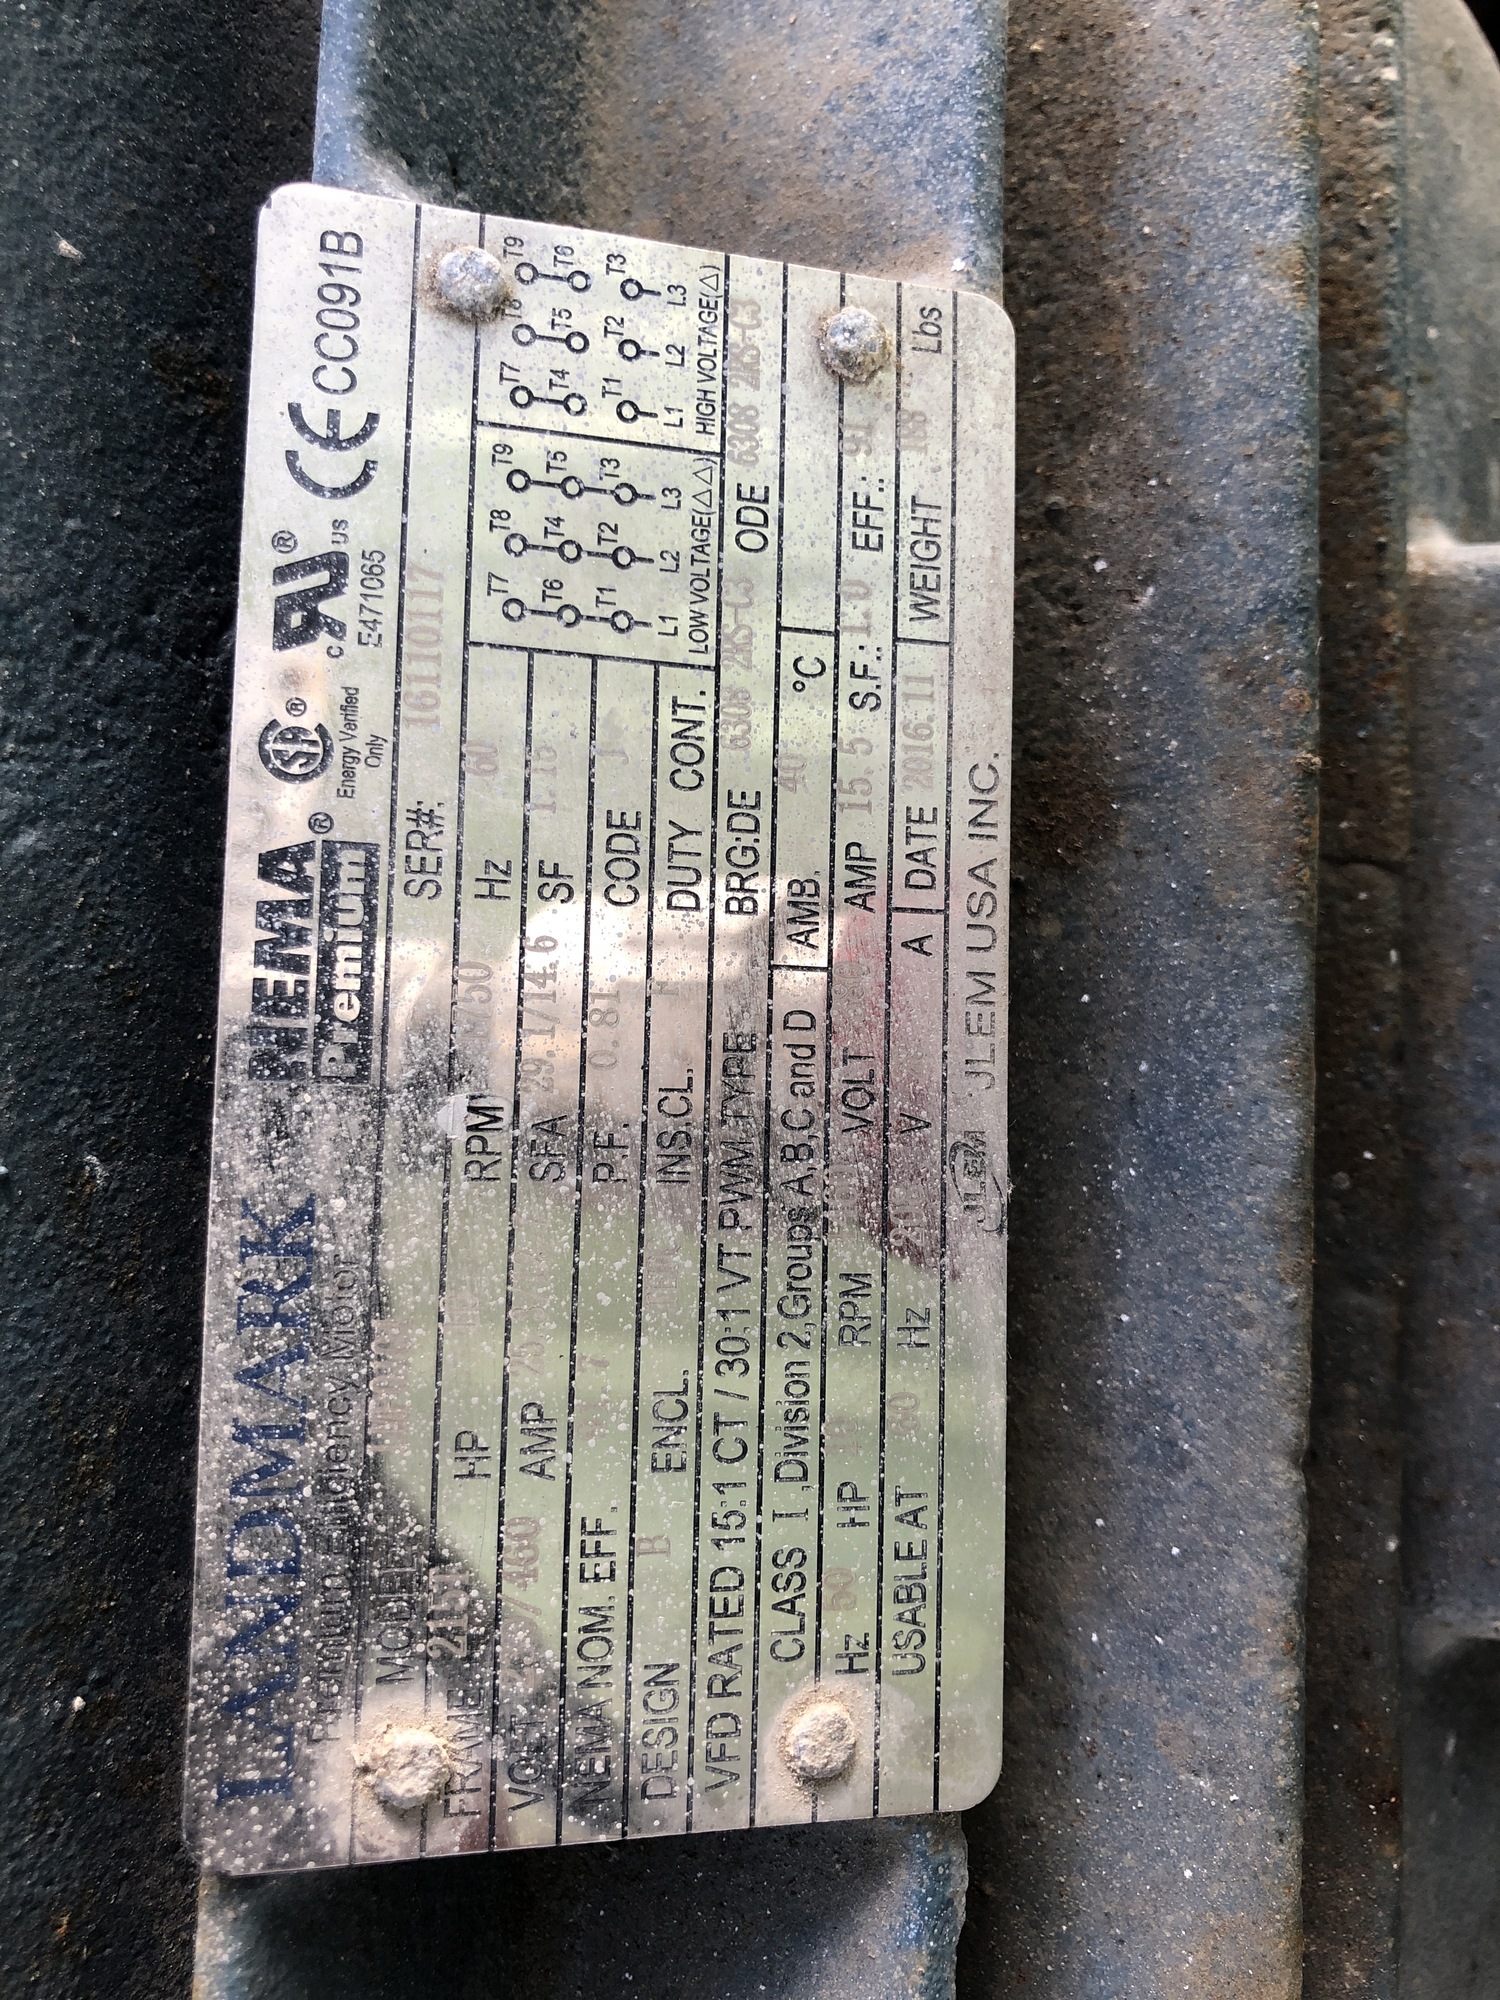 LANDMARK NEMA Premium® ® c US ® CE CC091B
Premium Efficiency Motor Energy Verified Only E471065
MODEL SER#: 16110117
FRAME HP RPM 1750 Hz 60
VOLT /460 AMP SFA 29.1/14.6 SF 1.15
NEMA NOM. EFF. P.F. 0.81 CODE J
DESIGN B ENCL. INS.CL. F DUTY CONT.
T7 T8 T9
T6 T4 T5
T1 T2 T3
L1 L2 L3
LOW VOLTAGE(△△)
T7 T8 T9
T4 T5 T6
T1 T2 T3
L1 L2 L3
HIGH VOLTAGE(△)
VFD RATED 15:1 CT / 30:1 VT PWM TYPE BRG:DE 6308 2RS-C3 ODE 6308 2RS-C3
CLASS I ,Division 2,Groups A,B,C and D AMB. 40 °C
Hz 50 HP RPM VOLT AMP 15.5 S.F.: 1.0 EFF.: 91
USABLE AT Hz V A DATE 2016.11 WEIGHT Lbs
JLEM JLEM USA INC.